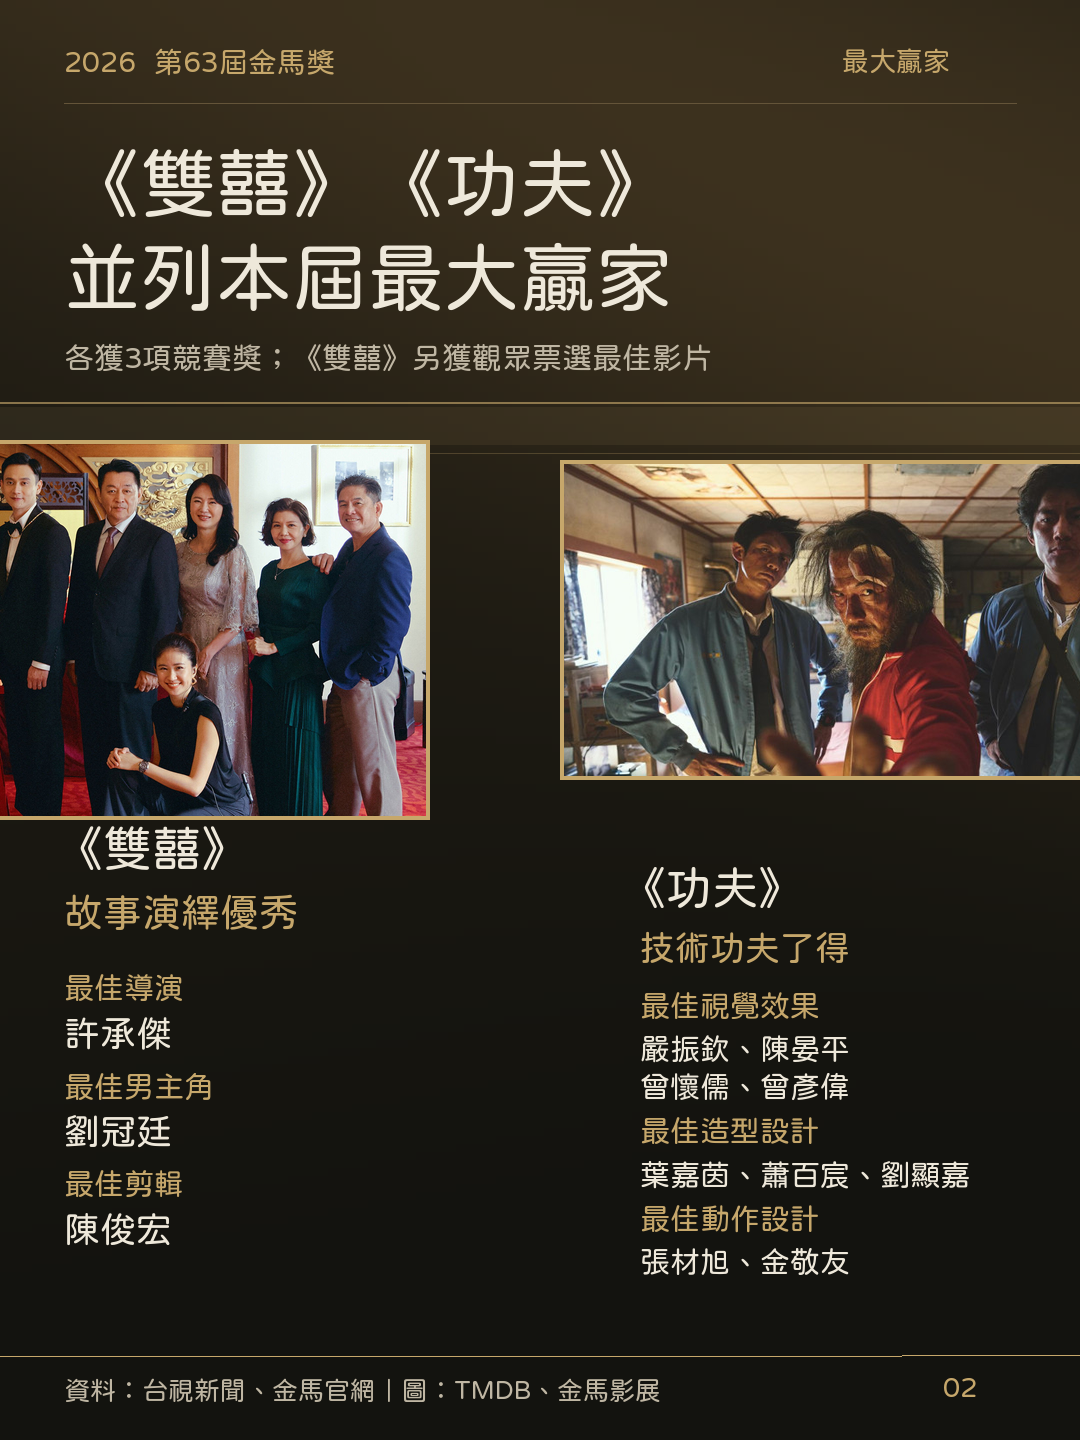 2026 第63屆金馬獎
最大贏家
《雙囍》《功夫》
並列本屆最大贏家
各獲3項競賽獎；《雙囍》另獲觀眾票選最佳影片
《雙囍》
故事演繹優秀
最佳導演
許承傑
最佳男主角
劉冠廷
最佳剪輯
陳俊宏
《功夫》
技術功夫了得
最佳視覺效果
嚴振欽、陳晏平
曾懷儒、曾彥偉
最佳造型設計
葉嘉茵、蕭百宸、劉顯嘉
最佳動作設計
張材旭、金敬友
資料：台視新聞、金馬官網｜圖：TMDB、金馬影展
02